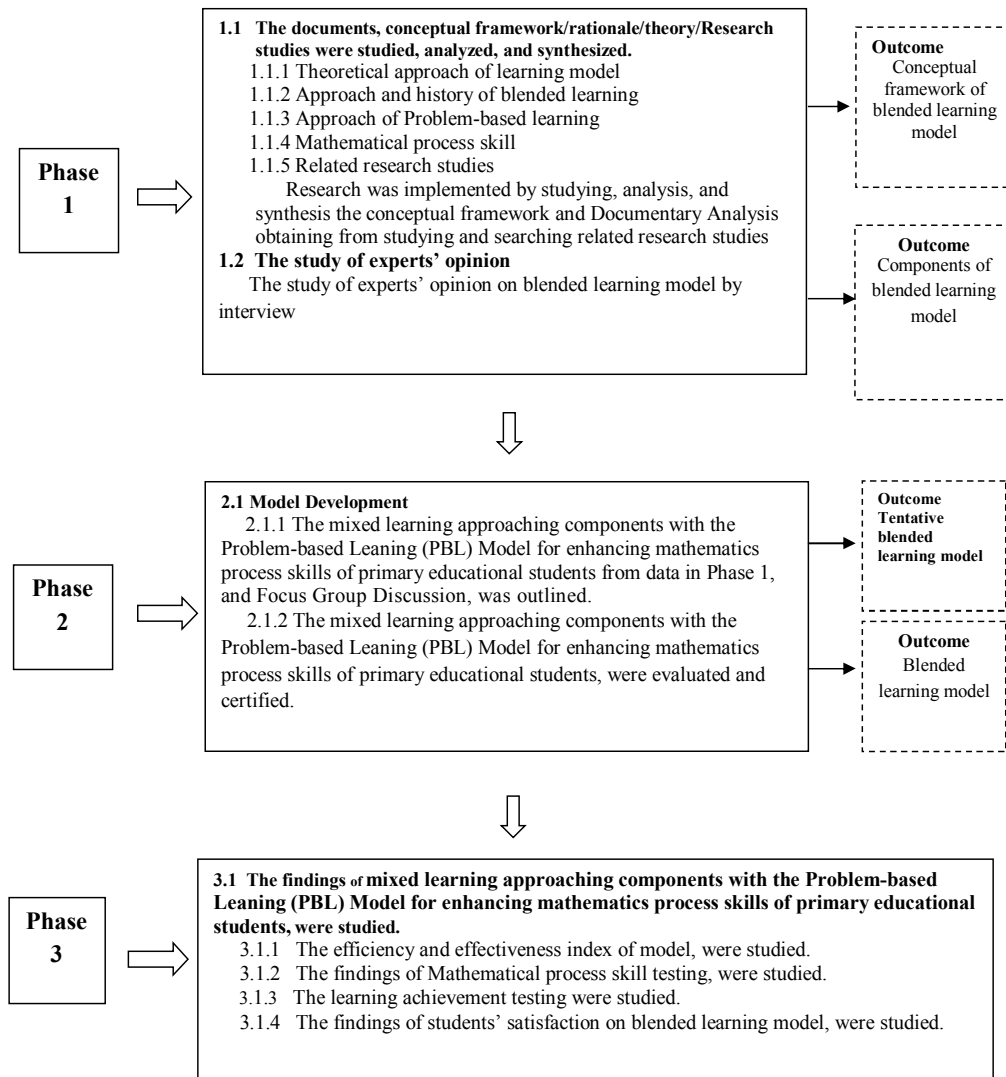 Phase
1
1.1 The documents, conceptual framework/rationale/theory/Research
studies were studied, analyzed, and synthesized.
1.1.1 Theoretical approach of learning model
1.1.2 Approach and history of blended learning
1.1.3 Approach of Problem-based learning
1.1.4 Mathematical process skill
1.1.5 Related research studies
Research was implemented by studying, analysis, and
synthesis the conceptual framework and Documentary Analysis
obtaining from studying and searching related research studies
1.2 The study of experts’ opinion
The study of experts’ opinion on blended learning model by
interview
Outcome
Conceptual
framework of
blended learning
model
Outcome
Components of
blended learning
model
Phase
2
2.1 Model Development
2.1.1 The mixed learning approaching components with the
Problem-based Leaning (PBL) Model for enhancing mathematics
process skills of primary educational students from data in Phase 1,
and Focus Group Discussion, was outlined.
2.1.2 The mixed learning approaching components with the
Problem-based Leaning (PBL) Model for enhancing mathematics
process skills of primary educational students, were evaluated and
certified.
Outcome
Tentative
blended
learning model
Outcome
Blended
learning model
Phase
3
3.1 The findings of mixed learning approaching components with the Problem-based
Leaning (PBL) Model for enhancing mathematics process skills of primary educational
students, were studied.
3.1.1 The efficiency and effectiveness index of model, were studied.
3.1.2 The findings of Mathematical process skill testing, were studied.
3.1.3 The learning achievement testing were studied.
3.1.4 The findings of students’ satisfaction on blended learning model, were studied.